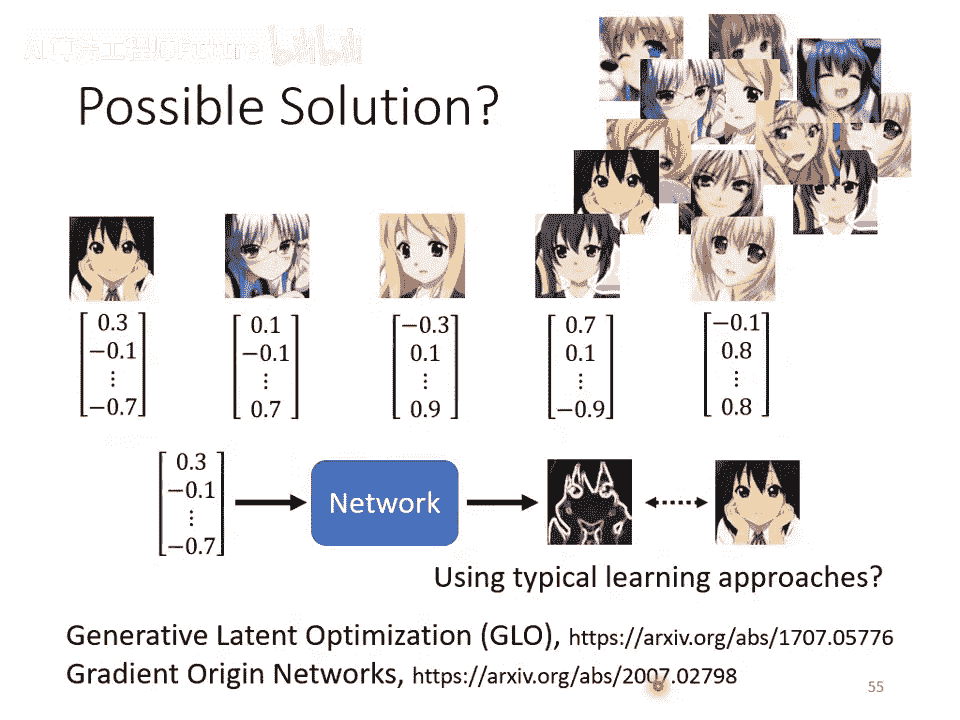 Possible Solution?
0.3 0.1 −0.3 0.7 −0.1
−0.1 −0.1 0.1 0.1 0.8
⋮ ⋮ ⋮ ⋮ ⋮
−0.7 0.7 0.9 −0.9 0.8
0.3
−0.1
⋮
−0.7
Network
Using typical learning approaches?
Generative Latent Optimization (GLO), https://arxiv.org/abs/1707.05776
Gradient Origin Networks, https://arxiv.org/abs/2007.02798
55